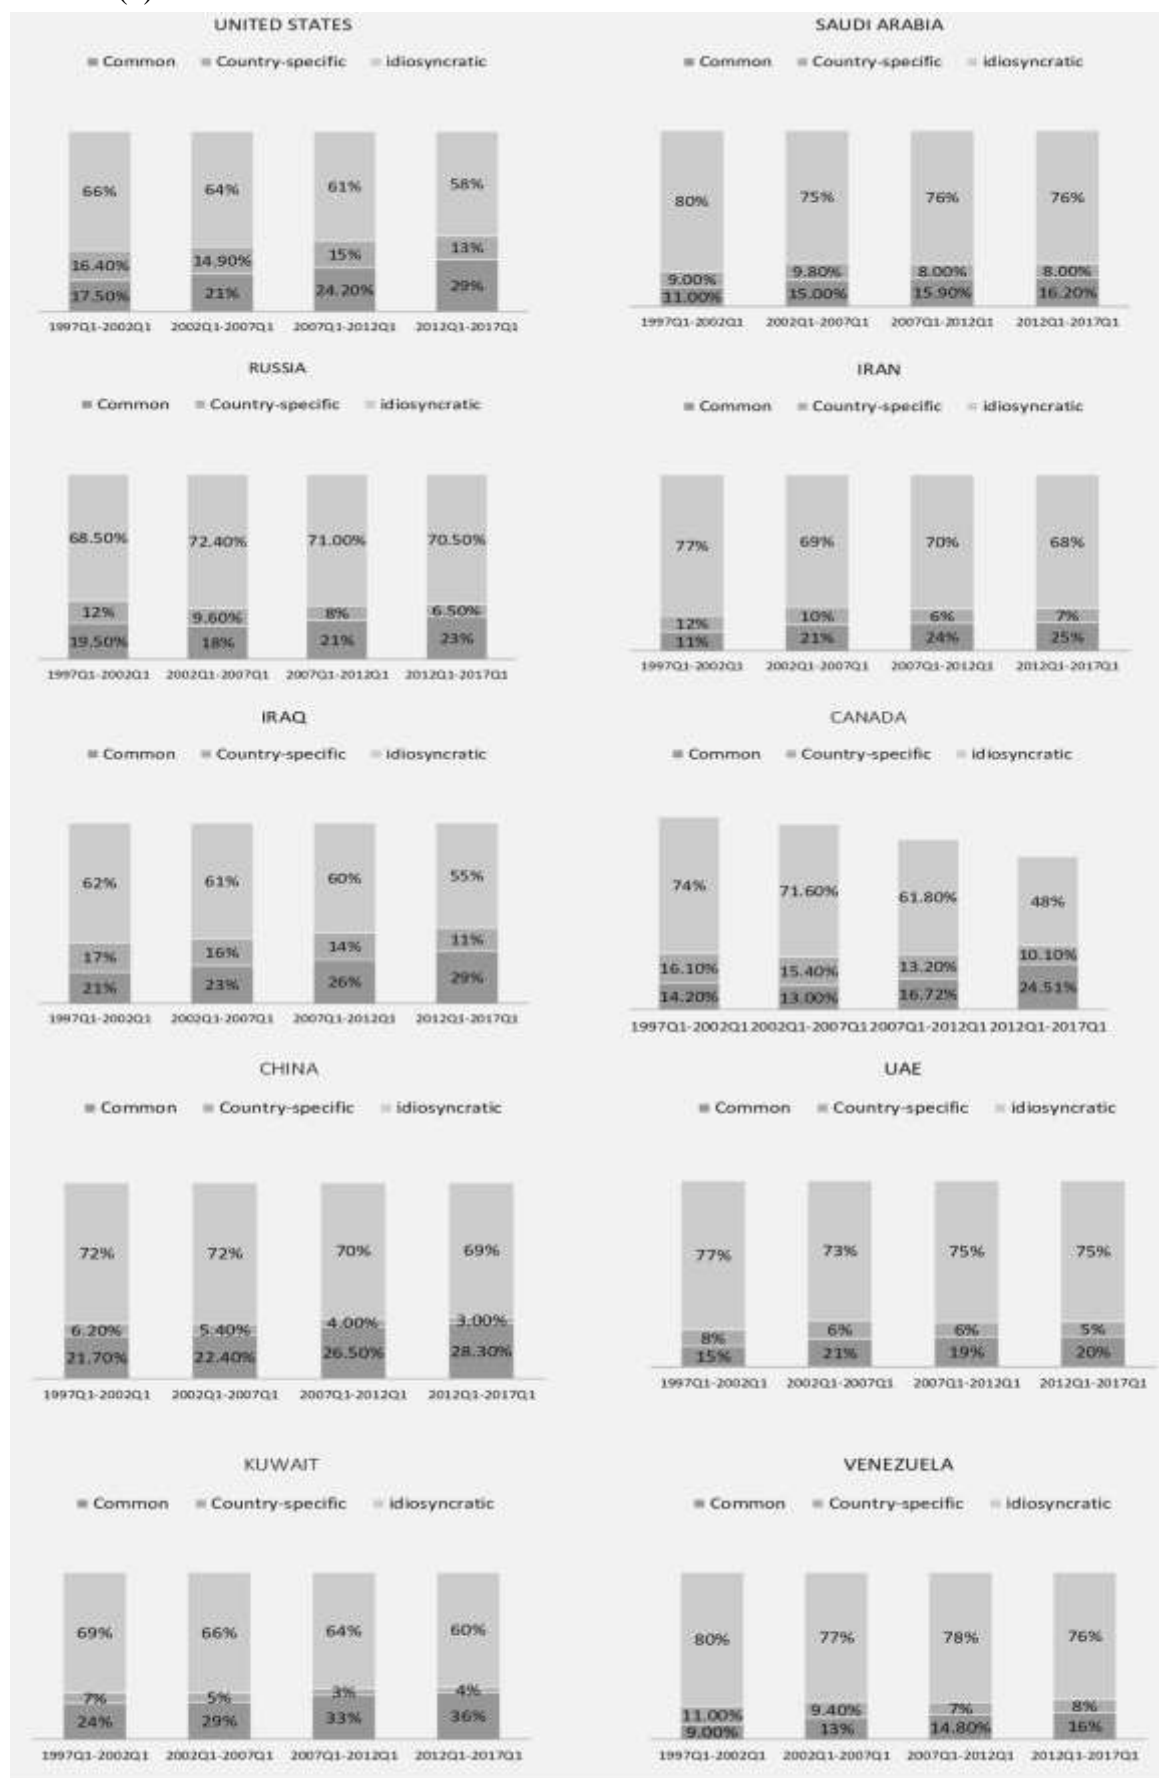 UNITED STATES
Common Country-specific idiosyncratic
66% 64% 61% 58%
16.40% 14.90% 15% 13%
17.50% 21% 24.20% 29%
1997Q1-2002Q1 2002Q1-2007Q1 2007Q1-2012Q1 2012Q1-2017Q1
SAUDI ARABIA
Common Country-specific idiosyncratic
80% 75% 76% 76%
9.00% 9.80% 8.00% 8.00%
11.00% 15.00% 15.90% 16.20%
1997Q1-2002Q1 2002Q1-2007Q1 2007Q1-2012Q1 2012Q1-2017Q1
RUSSIA
Common Country-specific idiosyncratic
68.50% 72.40% 71.00% 70.50%
12% 9.60% 8% 6.50%
19.50% 18% 21% 23%
1997Q1-2002Q1 2002Q1-2007Q1 2007Q1-2012Q1 2012Q1-2017Q1
IRAN
Common Country-specific idiosyncratic
77% 69% 70% 68%
12% 10% 6% 7%
11% 21% 24% 25%
1997Q1-2002Q1 2002Q1-2007Q1 2007Q1-2012Q1 2012Q1-2017Q1
IRAQ
Common Country-specific idiosyncratic
62% 61% 60% 55%
17% 16% 14% 11%
21% 23% 26% 29%
1997Q1-2002Q1 2002Q1-2007Q1 2007Q1-2012Q1 2012Q1-2017Q1
CANADA
Common Country-specific idiosyncratic
74% 71.60% 61.80% 48%
16.10% 15.40% 13.20% 10.10%
14.20% 13.00% 16.72% 24.51%
1997Q1-2002Q1 2002Q1-2007Q1 2007Q1-2012Q1 2012Q1-2017Q1
CHINA
Common Country-specific idiosyncratic
72% 72% 70% 69%
6.20% 5.40% 4.00% 3.00%
21.70% 22.40% 26.50% 28.30%
1997Q1-2002Q1 2002Q1-2007Q1 2007Q1-2012Q1 2012Q1-2017Q1
UAE
Common Country-specific idiosyncratic
77% 73% 75% 75%
8% 6% 6% 5%
15% 21% 19% 20%
1997Q1-2002Q1 2002Q1-2007Q1 2007Q1-2012Q1 2012Q1-2017Q1
KUWAIT
Common Country-specific idiosyncratic
69% 66% 64% 60%
7% 5% 3% 4%
24% 29% 33% 36%
1997Q1-2002Q1 2002Q1-2007Q1 2007Q1-2012Q1 2012Q1-2017Q1
VENEZUELA
Common Country-specific idiosyncratic
80% 77% 78% 76%
11.00% 9.40% 7% 8%
9.00% 13% 14.80% 16%
1997Q1-2002Q1 2002Q1-2007Q1 2007Q1-2012Q1 2012Q1-2017Q1